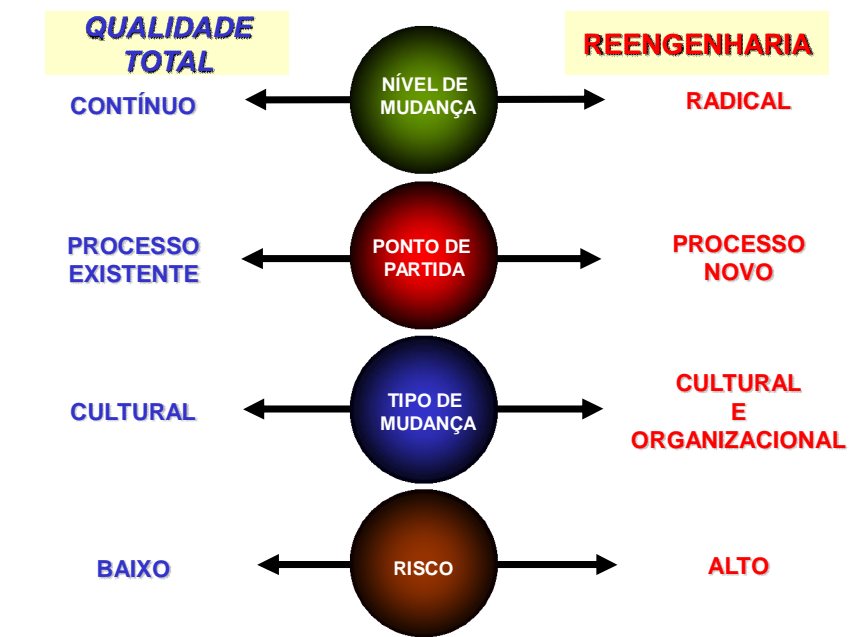 QUALIDADE
TOTAL
REENGENHARIA
CONTÍNUO
NÍVEL DE
MUDANÇA
RADICAL
PROCESSO
EXISTENTE
PONTO DE
PARTIDA
PROCESSO
NOVO
CULTURAL
TIPO DE
MUDANÇA
CULTURAL
E
ORGANIZACIONAL
BAIXO
RISCO
ALTO